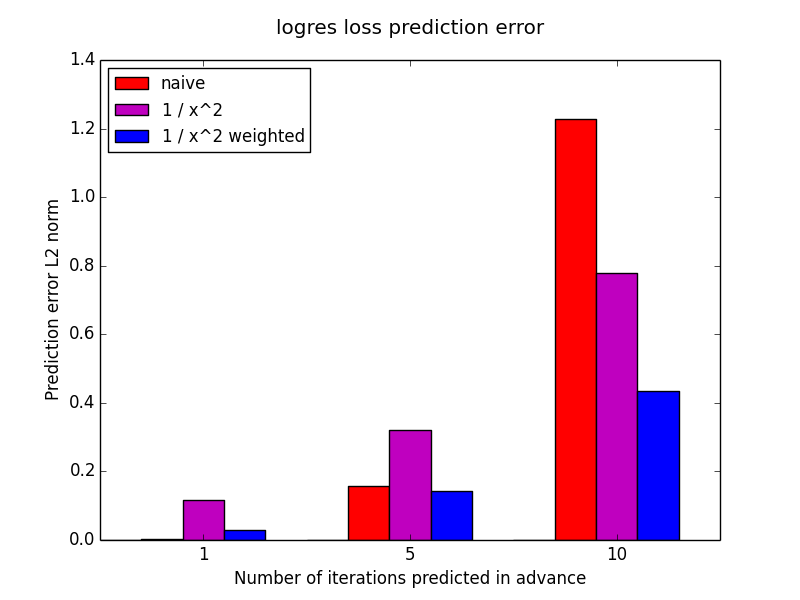 logres loss prediction error
1.4
1.2
1.0
0.8
0.6
0.4
0.2
0.0
Prediction error L2 norm
naive
1 / x^2
1 / x^2 weighted
1 5 10
Number of iterations predicted in advance